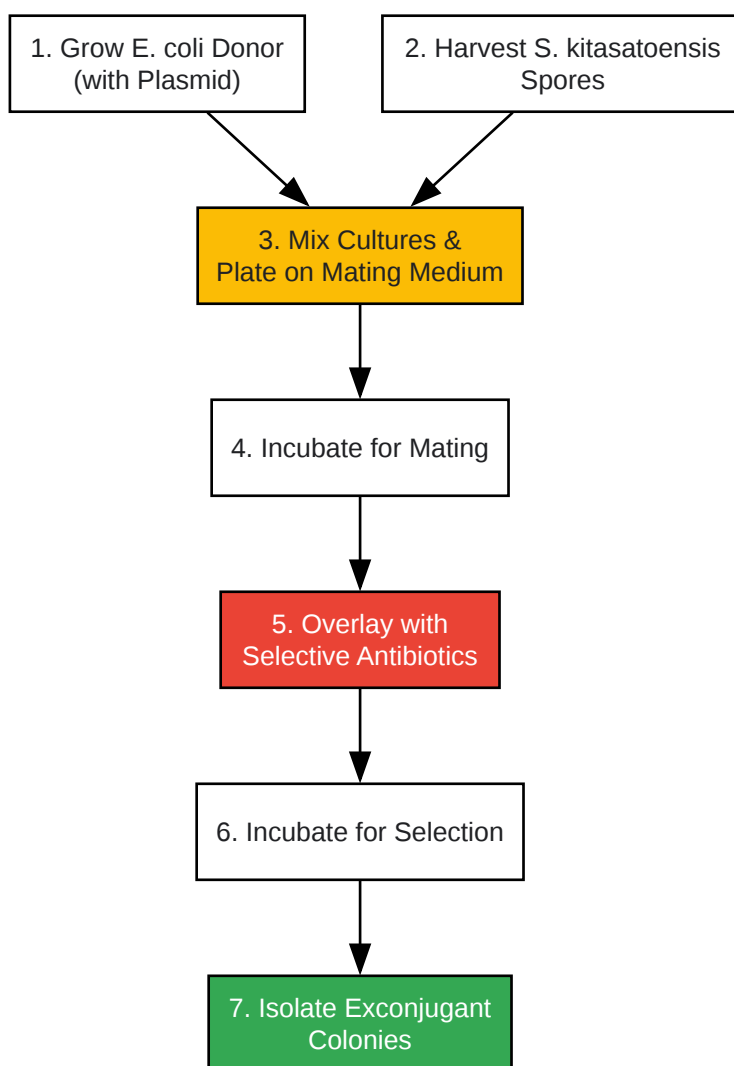 1. Grow E. coli Donor
(with Plasmid)
2. Harvest S. kitasatoensis
Spores
3. Mix Cultures &
Plate on Mating Medium
4. Incubate for Mating
5. Overlay with
Selective Antibiotics
6. Incubate for Selection
7. Isolate Exconjugant
Colonies